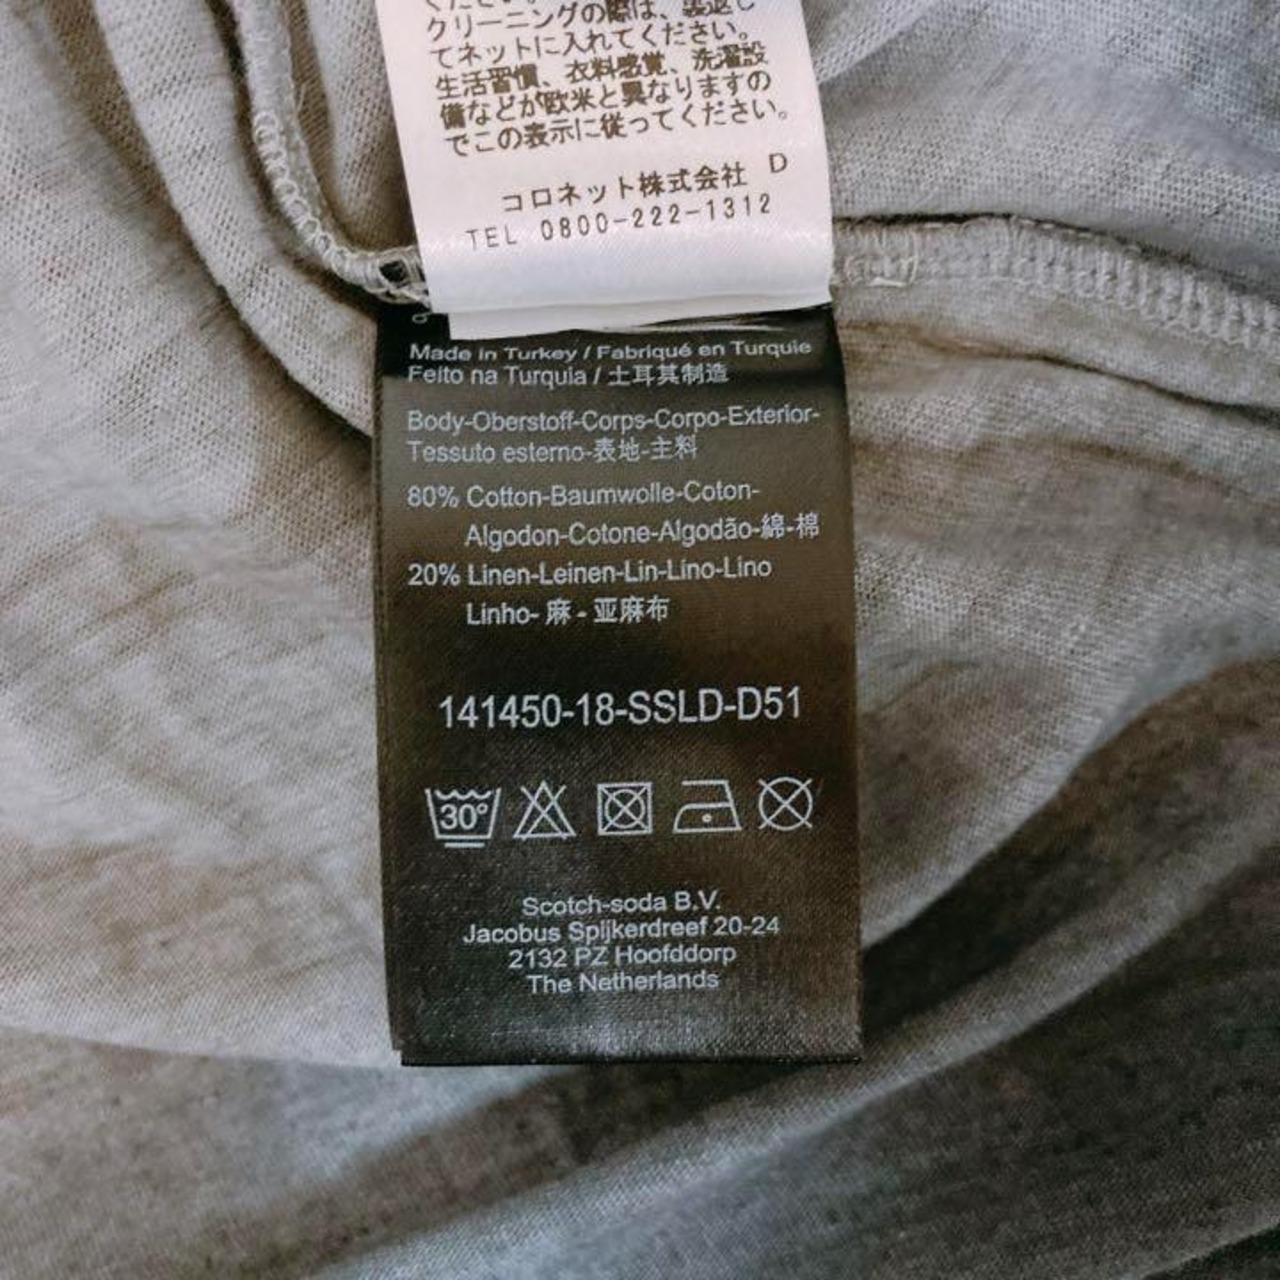 ください。
クリーニングの際は、裏返し
てネットに入れてください。
生活習慣、衣料感覚、洗濯設
備などが欧米と異なりますの
でこの表示に従ってください。
コロネット株式会社 D
TEL 0800-222-1312
Made in Turkey / Fabriqué en Turquie
Feito na Turquia / 土耳其制造
Body-Oberstoff-Corps-Corpo-Exterior-
Tessuto esterno-表地-主料
80% Cotton-Baumwolle-Coton-
Algodon-Cotone-Algodão-綿-棉
20% Linen-Leinen-Lin-Lino-Lino
Linho- 麻 - 亚麻布
141450-18-SSLD-D51
30°
Scotch-soda B.V.
Jacobus Spijkerdreef 20-24
2132 PZ Hoofddorp
The Netherlands